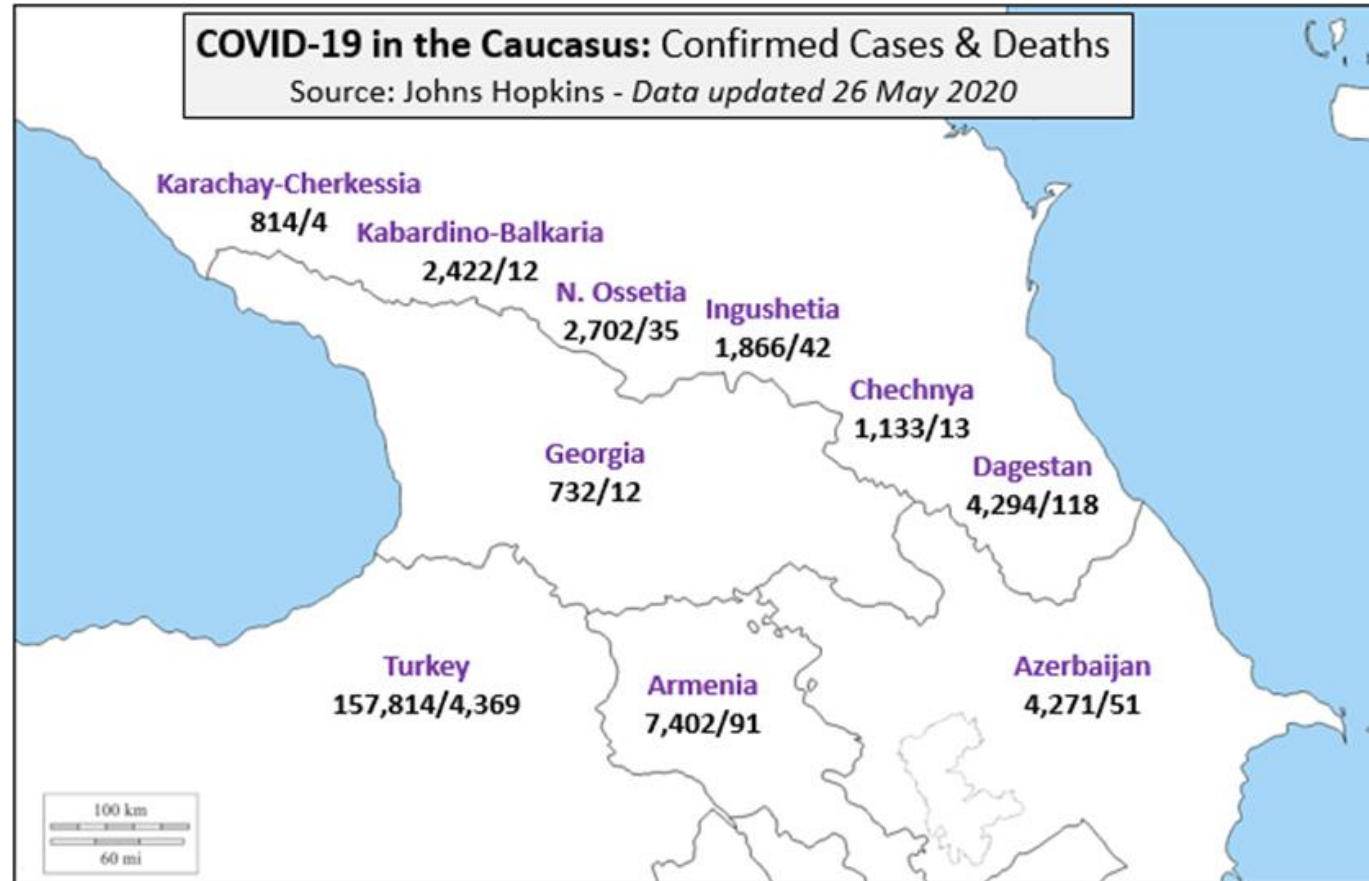 COVID-19 in the Caucasus: Confirmed Cases & Deaths
Source: Johns Hopkins - Data updated 26 May 2020
Karachay-Cherkessia
814/4
Kabardino-Balkaria
2,422/12
N. Ossetia
2,702/35
Ingushetia
1,866/42
Chechnya
1,133/13
Dagestan
4,294/118
Georgia
732/12
Turkey
157,814/4,369
Armenia
7,402/91
Azerbaijan
4,271/51
100 km
60 mi